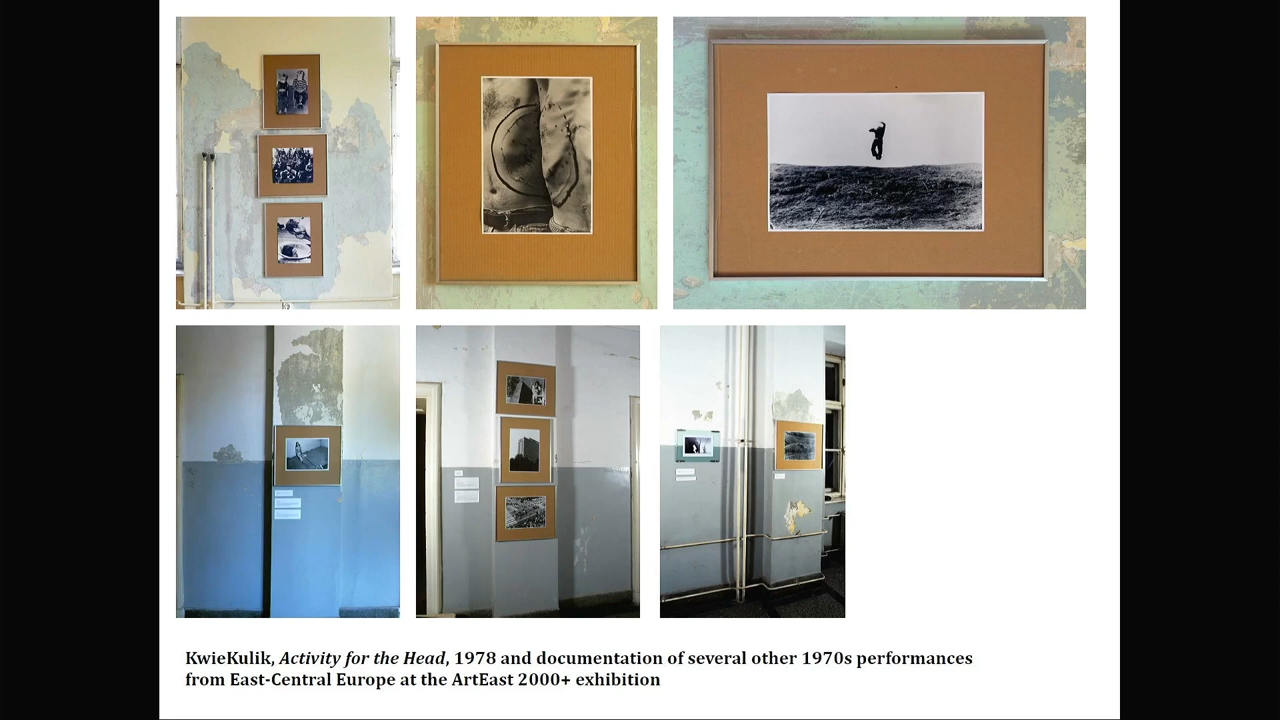 KwieKulik, Activity for the Head, 1978 and documentation of several other 1970s performances
from East-Central Europe at the ArtEast 2000+ exhibition